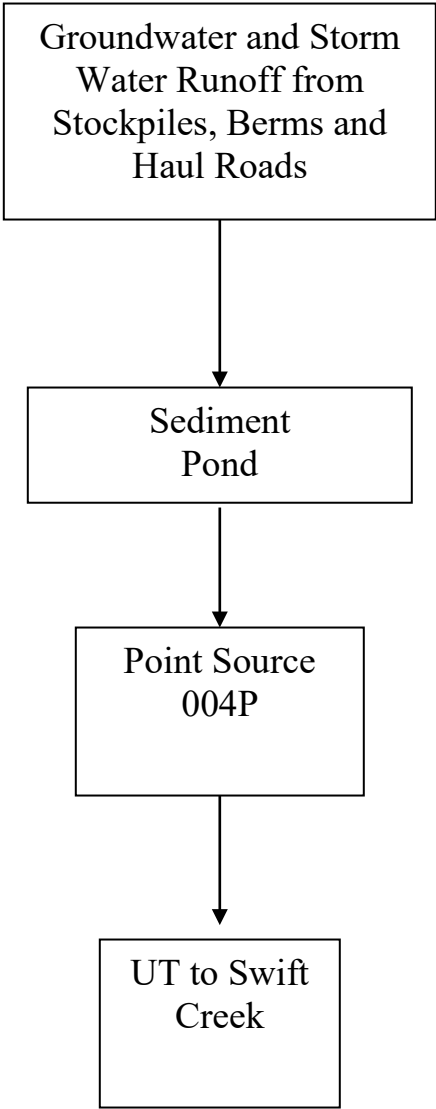 Groundwater and Storm
Water Runoff from
Stockpiles, Berms and
Haul Roads
Sediment
Pond
Point Source
004P
UT to Swift
Creek